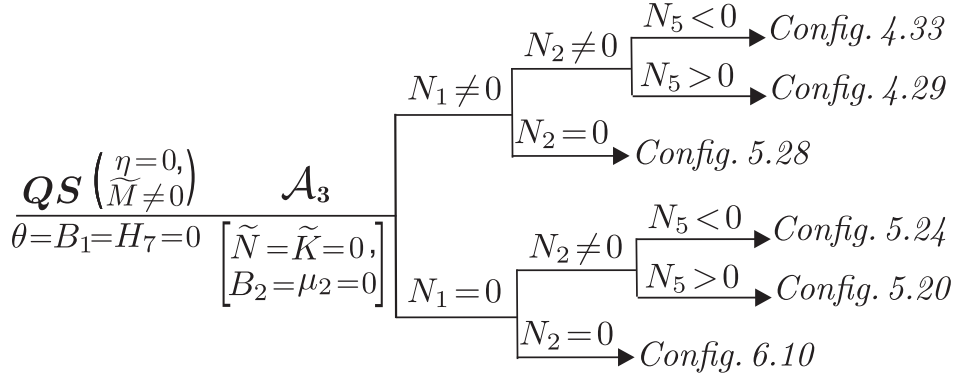 N₅<0 Config. 4.33
N₂≠0
N₅>0 Config. 4.29
N₁≠0
N₂=0 Config. 5.28
QS (η=0, M̃≠0) 𝒜₃
θ=B₁=H₇=0 [Ñ=K̃=0, B₂=μ₂=0]
N₅<0 Config. 5.24
N₂≠0
N₅>0 Config. 5.20
N₁=0
N₂=0 Config. 6.10